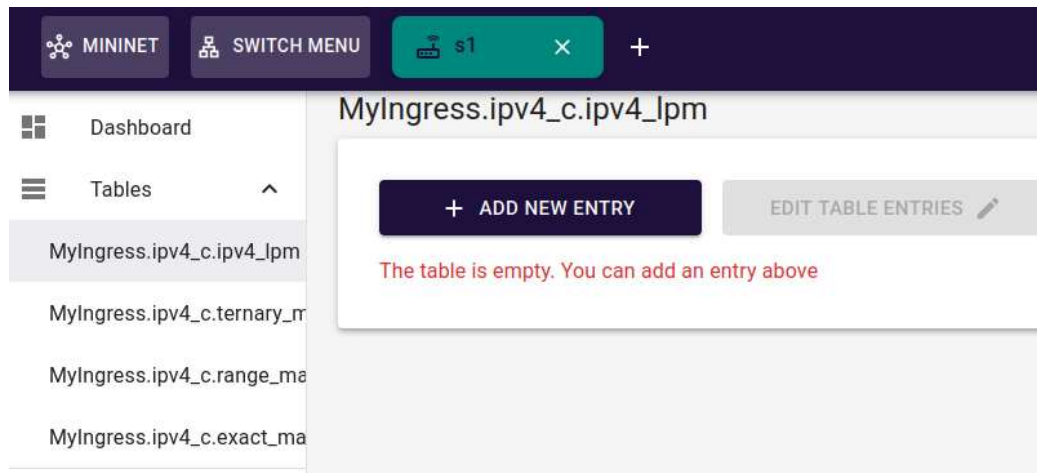 MININET
SWITCH MENU
s1
Dashboard
Tables
MyIngress.ipv4_c.ipv4_lpm
MyIngress.ipv4_c.ternary_m
MyIngress.ipv4_c.range_ma
MyIngress.ipv4_c.exact_ma
MyIngress.ipv4_c.ipv4_lpm
+ ADD NEW ENTRY
EDIT TABLE ENTRIES
The table is empty. You can add an entry above